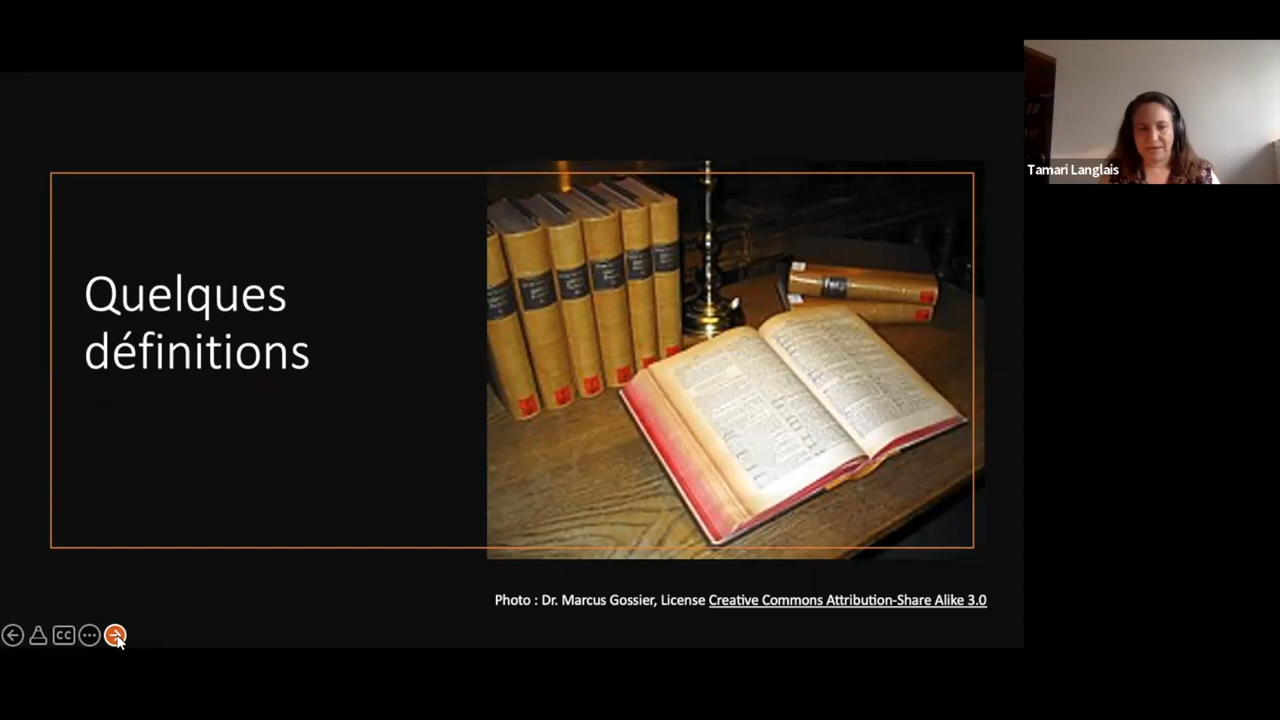 Quelques
définitions
Photo : Dr. Marcus Gossier, License Creative Commons Attribution-Share Alike 3.0
Tamari Langlais
CC